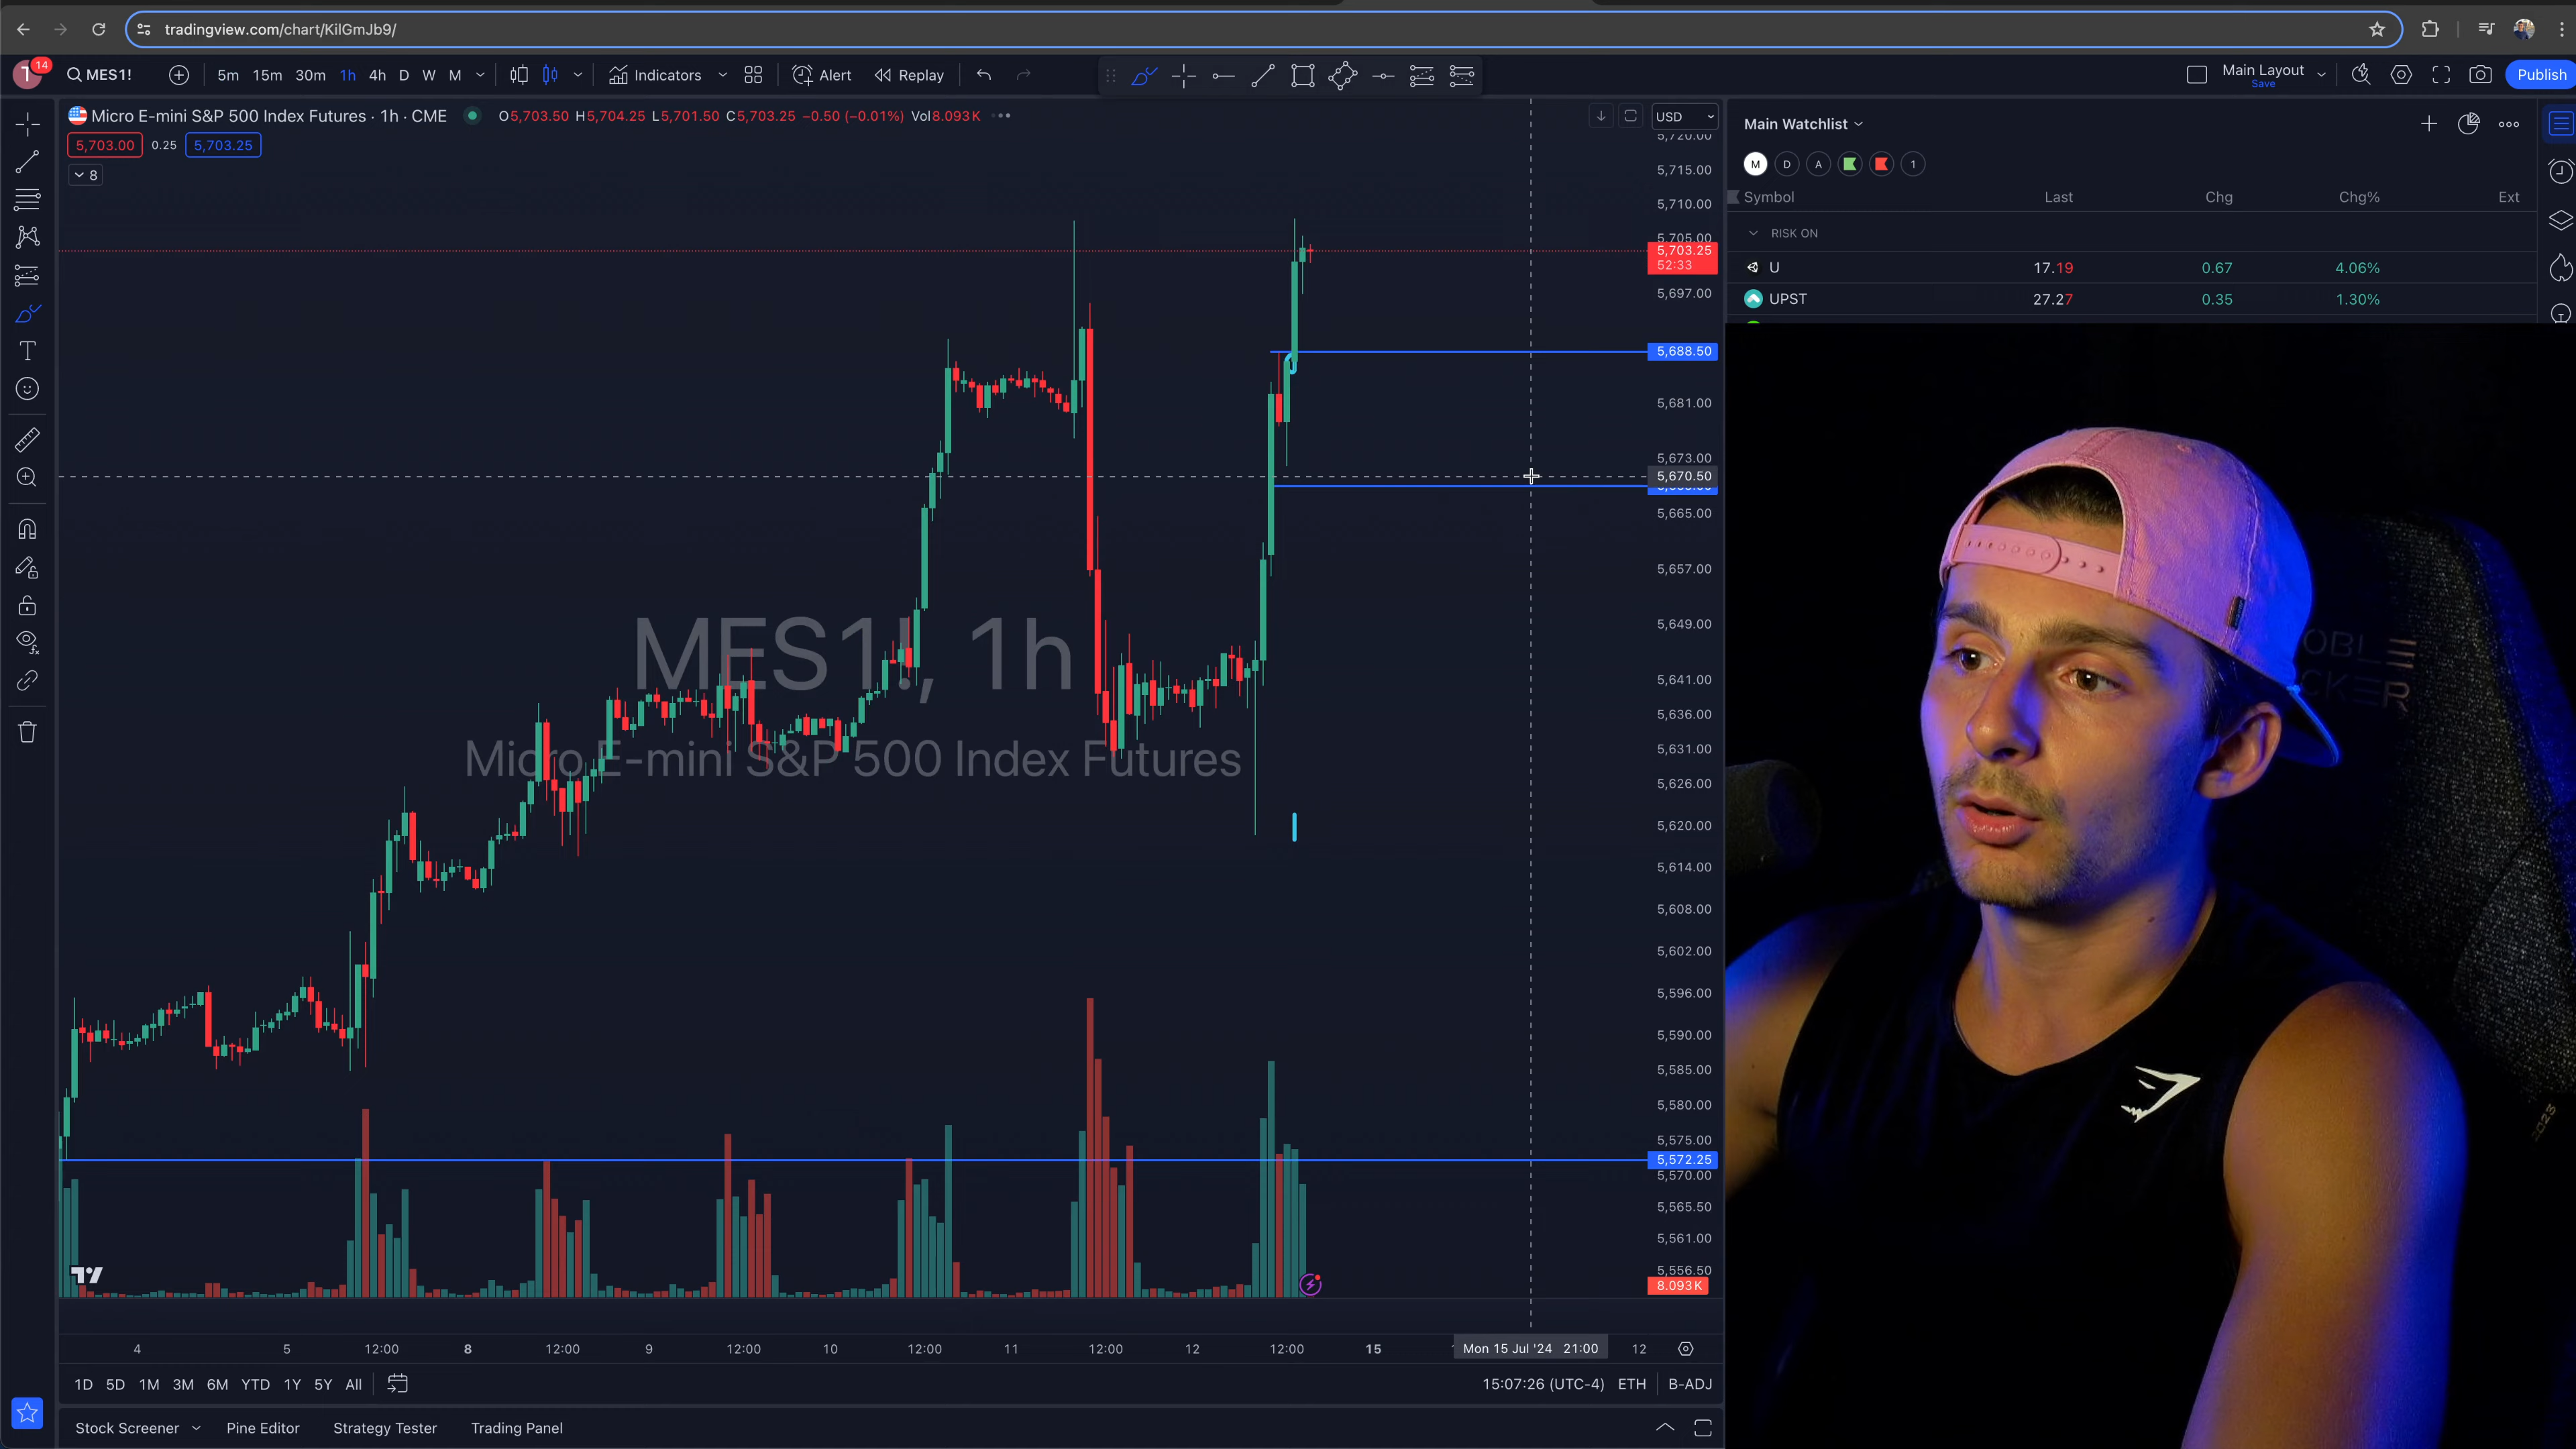 tradingview.com/chart/KilGmJb9/
14
MES1! 5m 15m 30m 1h 4h D W M Indicators Alert Replay Main Layout Save Publish
Micro E-mini S&P 500 Index Futures · 1h · CME O5,703.50 H5,704.25 L5,701.50 C5,703.25 −0.50 (−0.01%) Vol8.093 K
USD
5,703.00 0.25 5,703.25
8
5,720.00
5,715.00
5,710.00
5,705.00
5,703.25
52:33
5,697.00
5,688.50
5,681.00
5,673.00
5,670.50
5,665.00
5,657.00
5,649.00
5,641.00
5,636.00
5,631.00
5,626.00
5,620.00
5,614.00
5,608.00
5,602.00
5,596.00
5,590.00
5,585.00
5,580.00
5,575.00
5,572.25
5,570.00
5,565.50
5,561.00
5,556.50
8.093 K
MES1!, 1h
Micro E-mini S&P 500 Index Futures
4 5 12:00 8 12:00 9 12:00 10 12:00 11 12:00 12 12:00 15 Mon 15 Jul '24 21:00 12
1D 5D 1M 3M 6M YTD 1Y 5Y All 15:07:26 (UTC-4) ETH B-ADJ
Stock Screener Pine Editor Strategy Tester Trading Panel
Main Watchlist
M D A 1
Symbol Last Chg Chg% Ext
RISK ON
U 17.19 0.67 4.06%
UPST 27.27 0.35 1.30%
2023